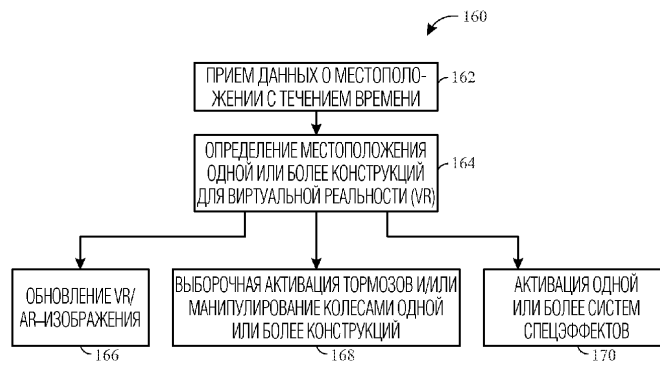 160
ПРИЕМ ДАННЫХ О МЕСТОПОЛО-
ЖЕНИИ С ТЕЧЕНИЕМ ВРЕМЕНИ
162
ОПРЕДЕЛЕНИЕ МЕСТОПОЛОЖЕНИЯ
ОДНОЙ ИЛИ БОЛЕЕ КОНСТРУКЦИЙ
ДЛЯ ВИРТУАЛЬНОЙ РЕАЛЬНОСТИ (VR)
164
ОБНОВЛЕНИЕ VR/
AR–ИЗОБРАЖЕНИЯ
166
ВЫБОРОЧНАЯ АКТИВАЦИЯ ТОРМОЗОВ И/ИЛИ
МАНИПУЛИРОВАНИЕ КОЛЕСАМИ ОДНОЙ
ИЛИ БОЛЕЕ КОНСТРУКЦИЙ
168
АКТИВАЦИЯ ОДНОЙ
ИЛИ БОЛЕЕ СИСТЕМ
СПЕЦЭФФЕКТОВ
170